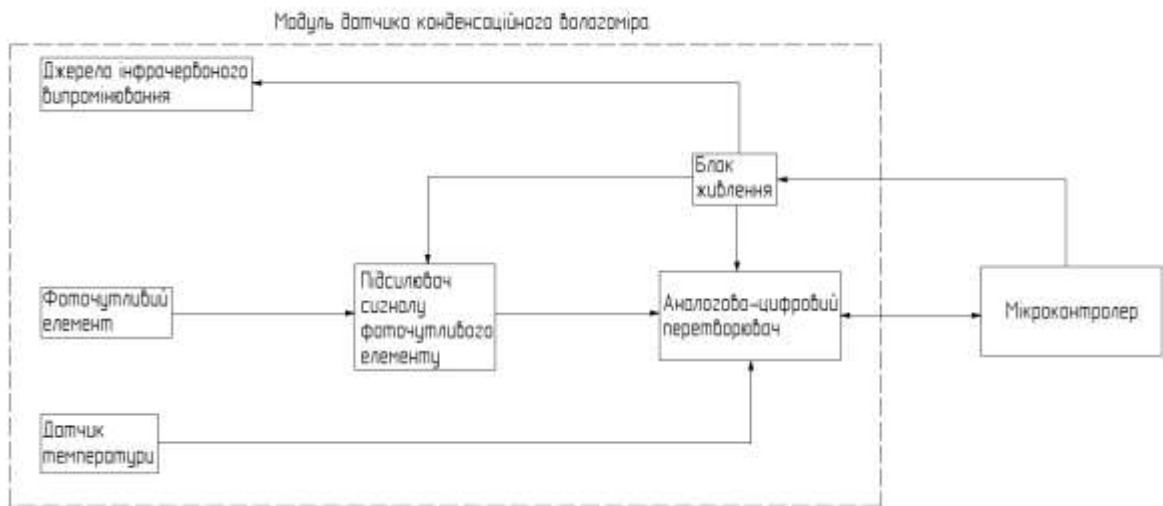 Модуль датчика конденсаційного вологоміра
Джерела інфрачервоного
випромінювання
Блок
живлення
Підсилювач
сигналу
фоточутливого
елементу
Фоточутливий
елемент
Аналогово-цифровий
перетворювач
Мікроконтролер
Датчик
температури